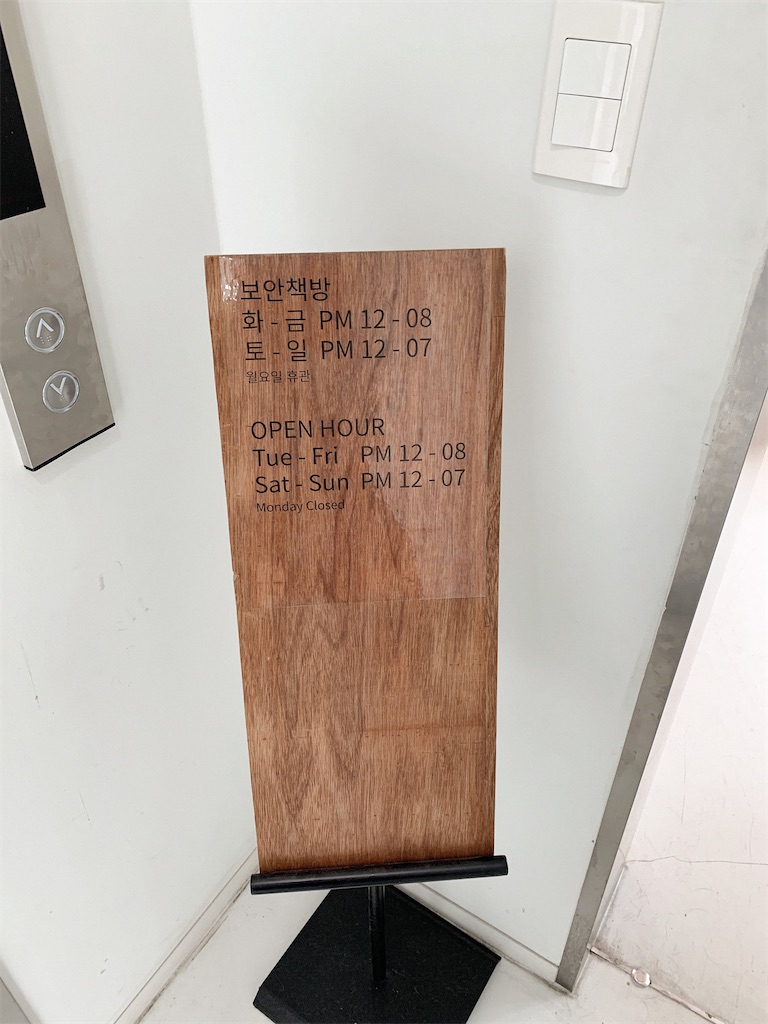 보안책방
화 - 금 PM 12 - 08
토 - 일 PM 12 - 07
월요일 휴관
OPEN HOUR
Tue - Fri PM 12 - 08
Sat - Sun PM 12 - 07
Monday Closed